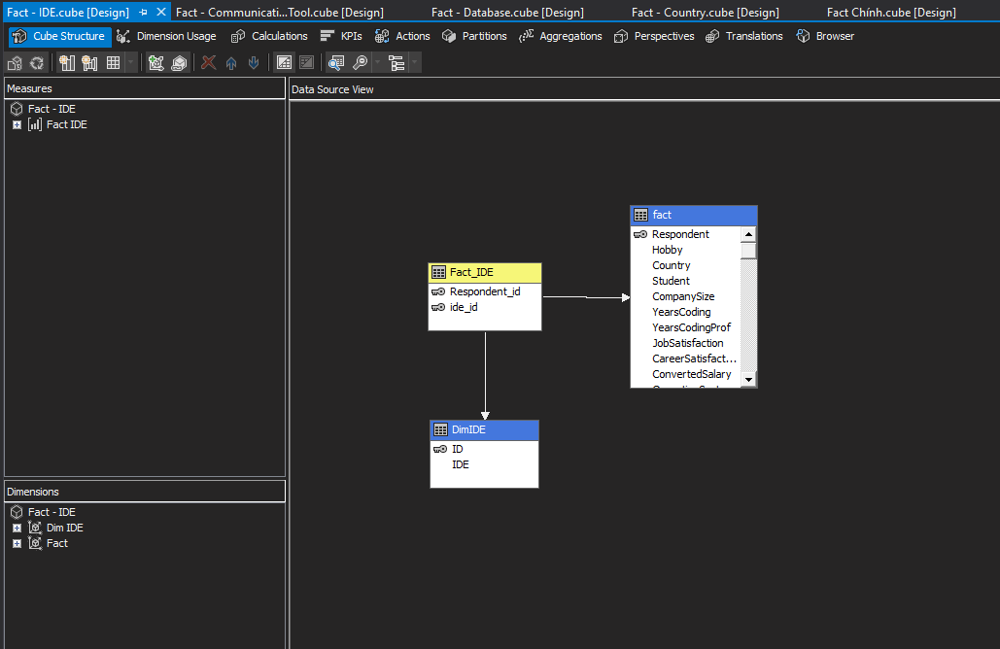 Fact - IDE.cube [Design] Fact - Communicati...Tool.cube [Design] Fact - Database.cube [Design] Fact - Country.cube [Design] Fact Chính.cube [Design]
Cube Structure Dimension Usage Calculations KPIs Actions Partitions Aggregations Perspectives Translations Browser
Measures
Fact - IDE
Fact IDE
Data Source View
fact
Respondent
Hobby
Country
Student
CompanySize
YearsCoding
YearsCodingProf
JobSatisfaction
CareerSatisfact...
ConvertedSalary
Fact_IDE
Respondent_id
ide_id
DimIDE
ID
IDE
Dimensions
Fact - IDE
Dim IDE
Fact